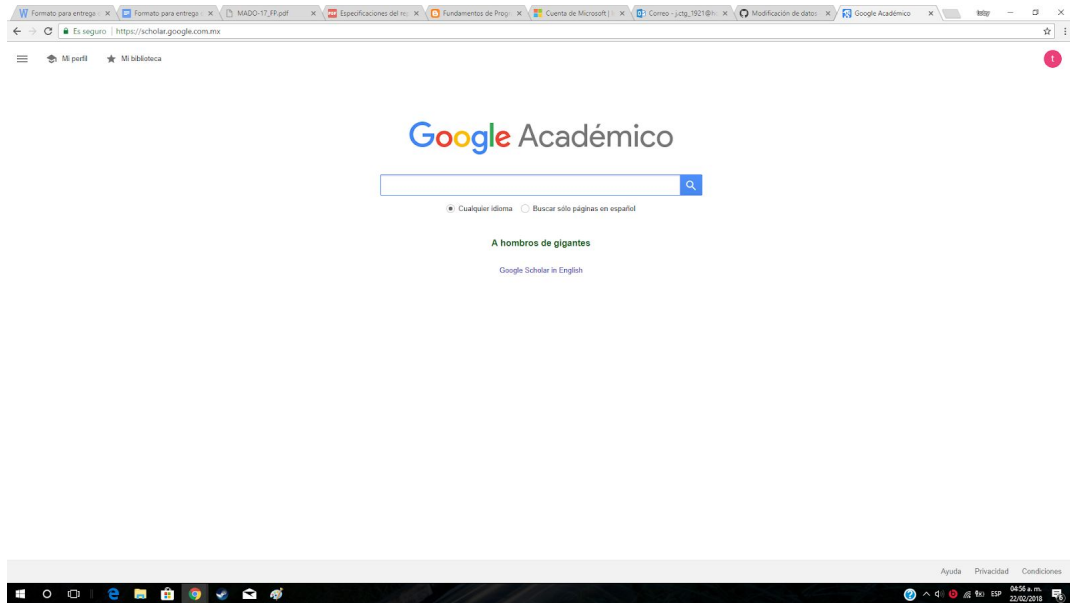 Formato para entrega
Formato para entrega
MADO-17_FP.pdf
Especificaciones del re
Fundamentos de Prog
Cuenta de Microsoft |
Correo - j.ctg_1921@h
Modificación de datos
Google Académico
Es seguro | https://scholar.google.com.mx
Mi perfil Mi biblioteca
t
Google Académico
Cualquier idioma Buscar sólo páginas en español
A hombros de gigantes
Google Scholar in English
Ayuda Privacidad Condiciones
ESP 04:56 a. m.
22/02/2018